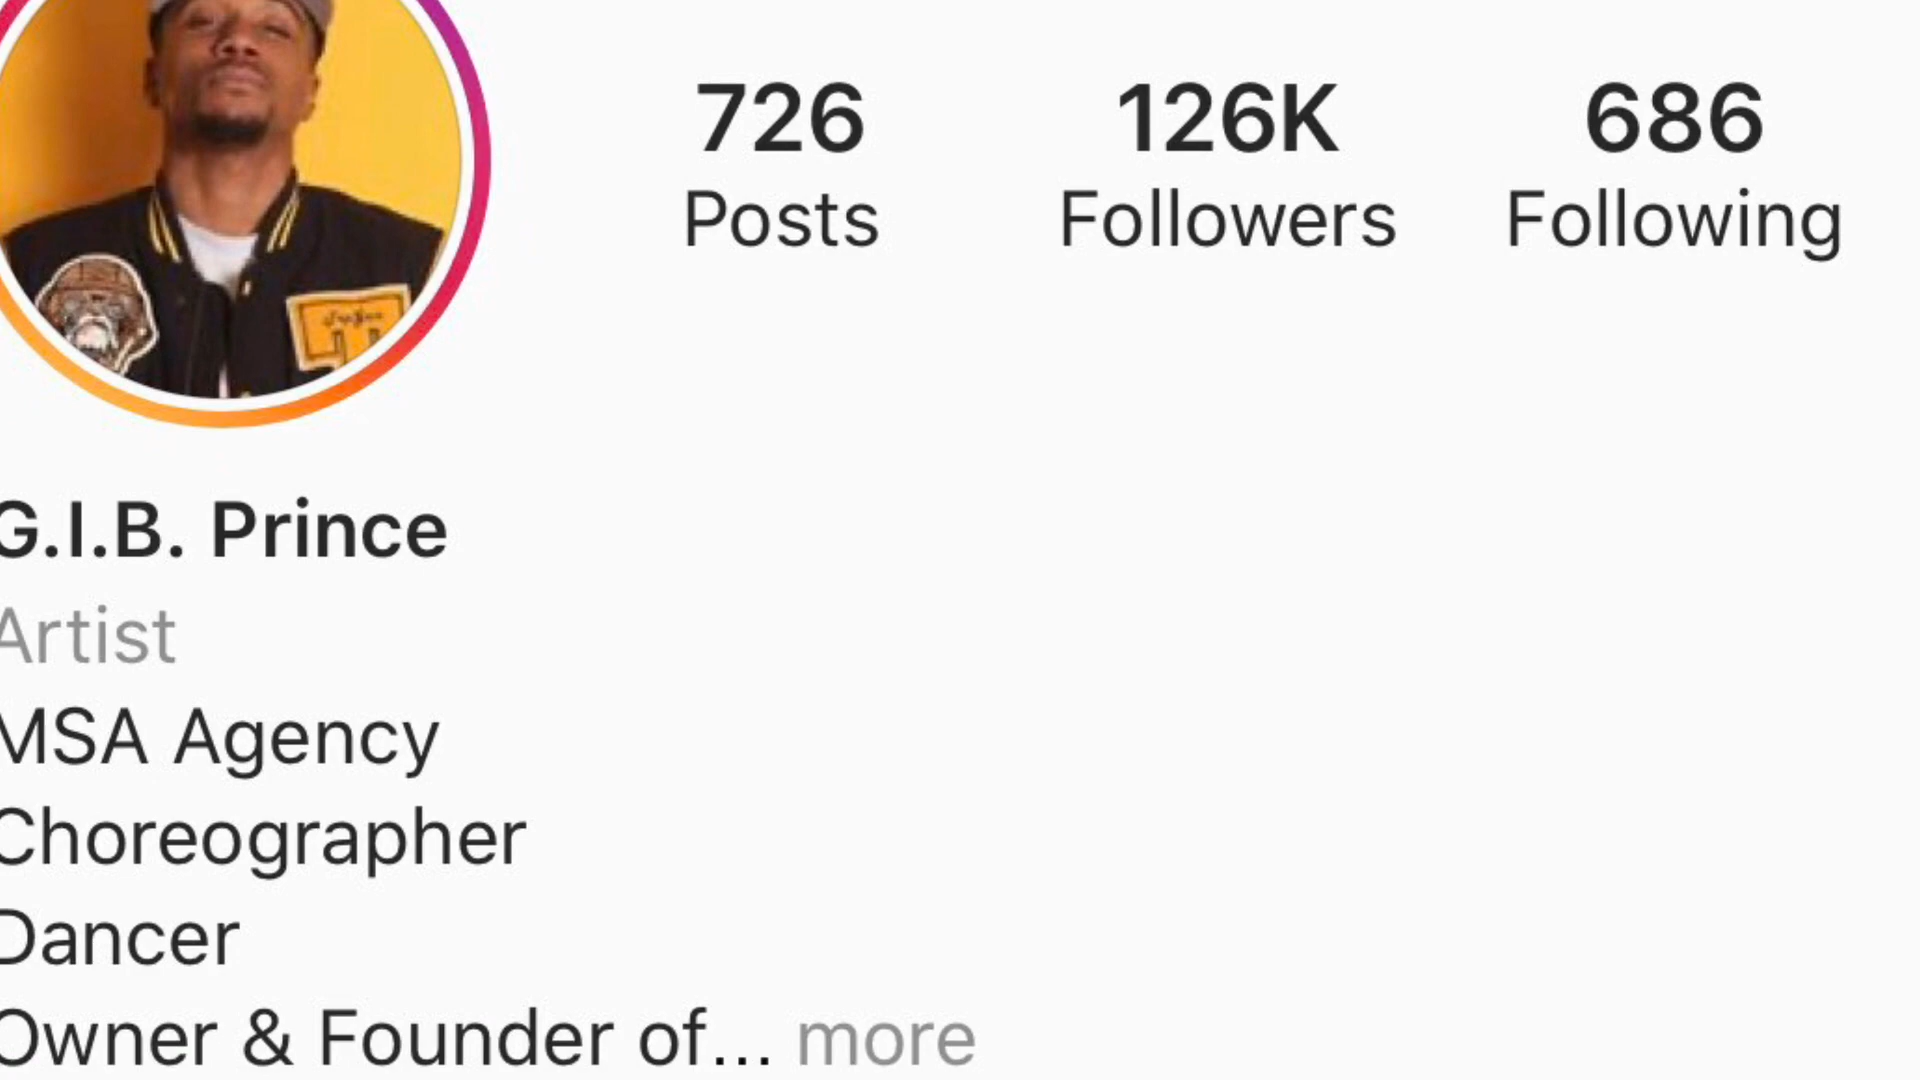 726 126K 686
Posts Followers Following
G.I.B. Prince
Artist
MSA Agency
Choreographer
Dancer
Owner & Founder of... more